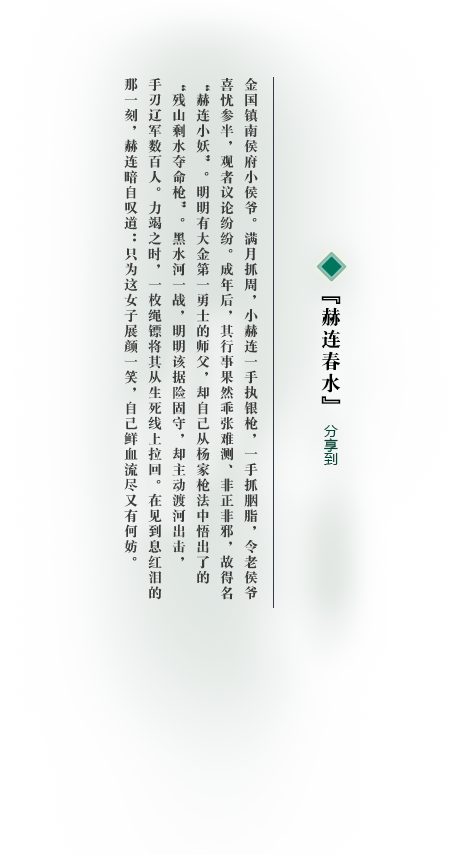 『赫连春水』 分享到
金国镇南侯府小侯爷。满月抓周，小赫连一手执银枪，一手抓胭脂，令老侯爷
喜忧参半，观者议论纷纷。成年后，其行事果然乖张难测、非正非邪，故得名
“赫连小妖”。明明有大金第一勇士的师父，却自己从杨家枪法中悟出了的
“残山剩水夺命枪”。黑水河一战，明明该据险固守，却主动渡河出击，
手刃辽军数百人。力竭之时，一枚绳镖将其从生死线上拉回。在见到息红泪的
那一刻，赫连暗自叹道：只为这女子展颜一笑，自己鲜血流尽又有何妨。